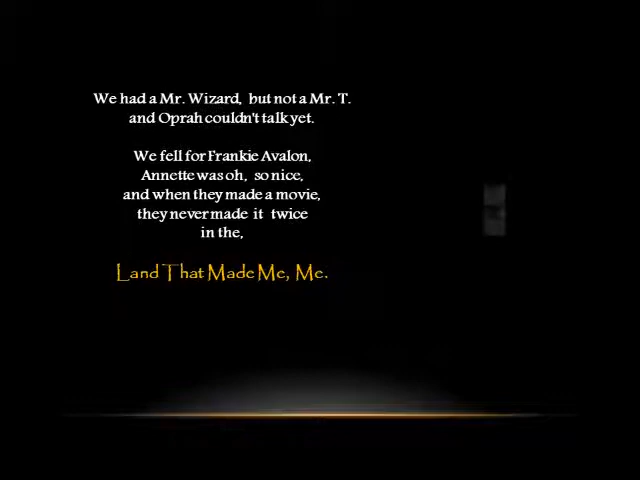 We had a Mr. Wizard, but not a Mr. T.
and Oprah couldn't talk yet.
We fell for Frankie Avalon,
Annette was oh, so nice,
and when they made a movie,
they never made it twice
in the,
Land That Made Me, Me.